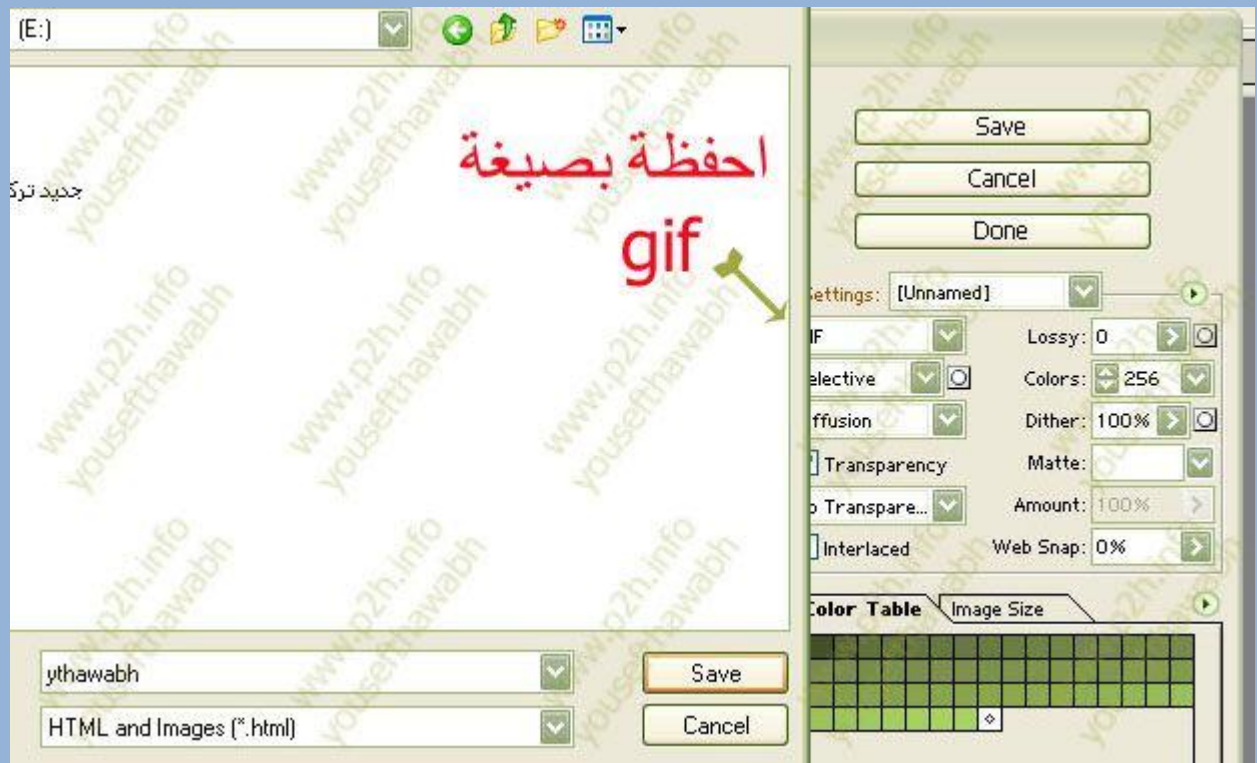 (E:)
جديد
احفظة بصيغة
gif
ythawabh
Save
HTML and Images (*.html)
Cancel
Save
Cancel
Done
Settings: [Unnamed]
Lossy: 0
Colors: 256
Dither: 100%
Transparency
Matte:
Transpare...
Amount: 100%
Interlaced
Web Snap: 0%
Color Table
Image Size
www.p2h.info
yousefthawabh